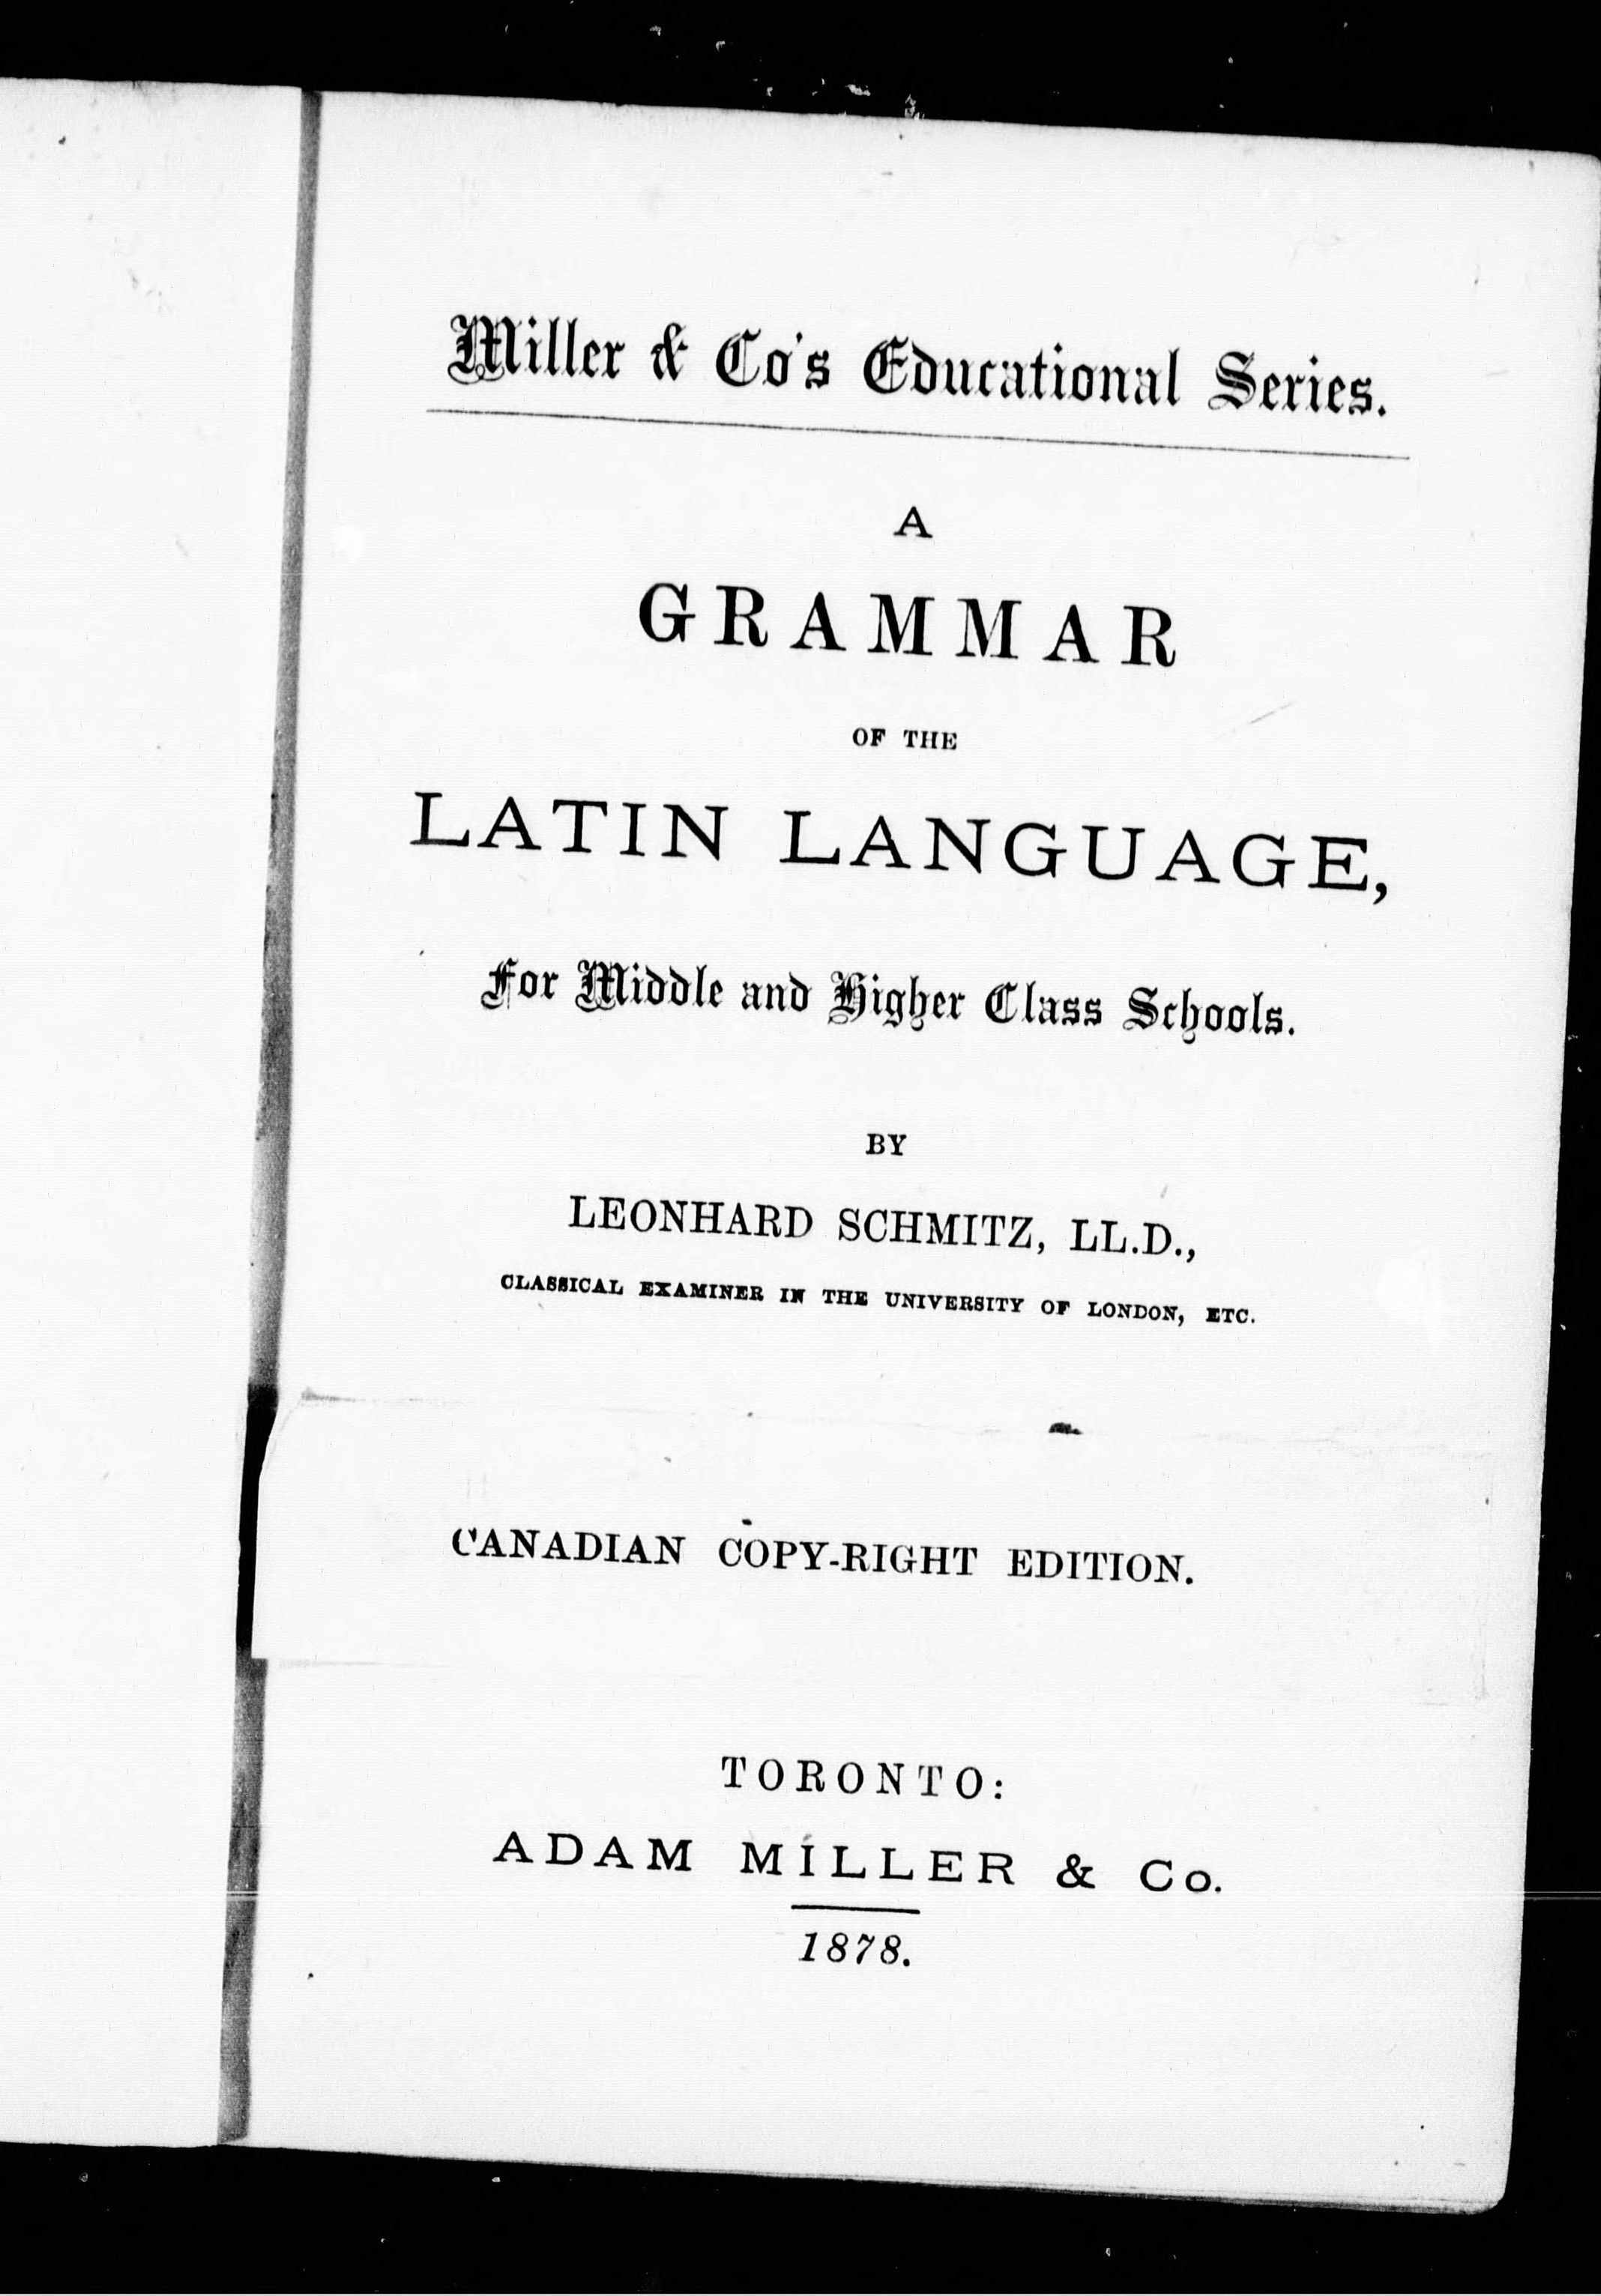 Miller & Co's Educational Series.
A
GRAMMAR
OF THE
LATIN LANGUAGE,
For Middle and Higher Class Schools.
BY
LEONHARD SCHMITZ, LL.D.,
CLASSICAL EXAMINER IN THE UNIVERSITY OF LONDON, ETC.
CANADIAN COPY-RIGHT EDITION.
TORONTO:
ADAM MILLER & Co.
1878.